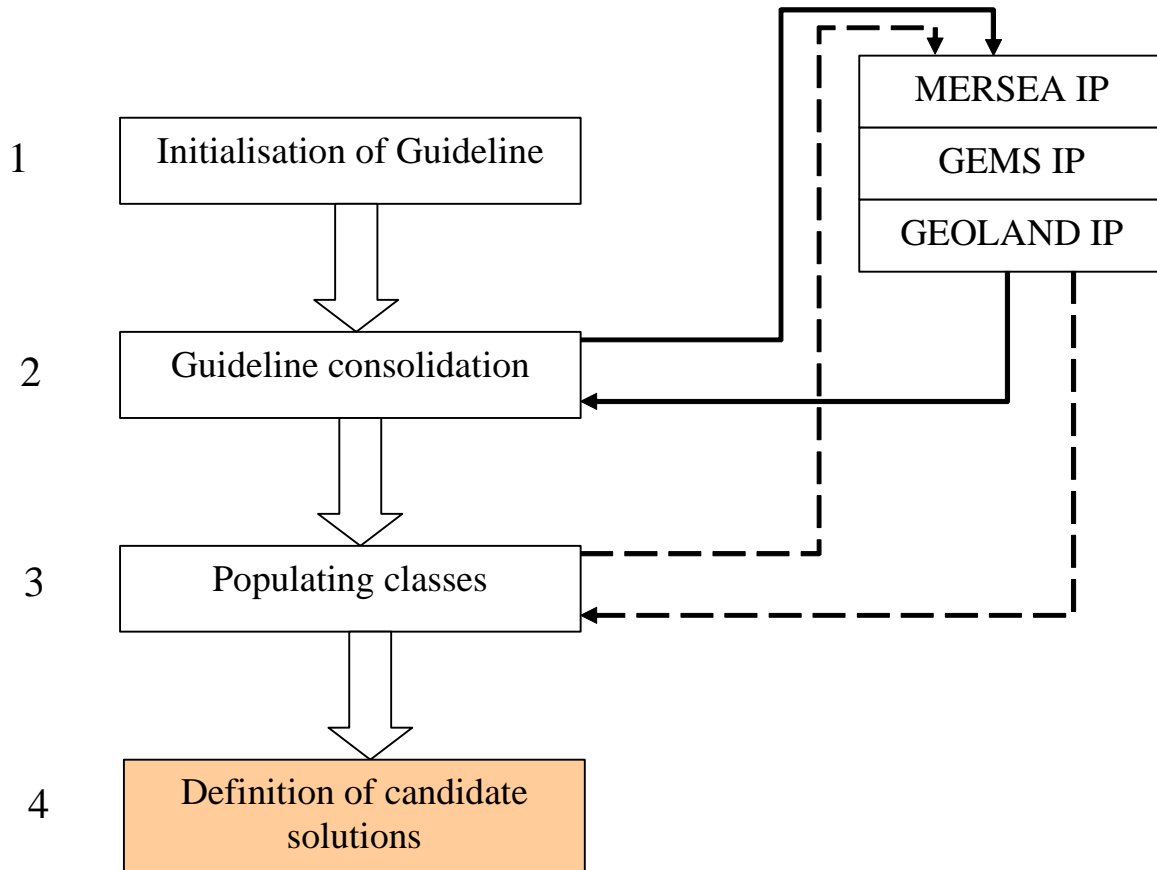 MERSEA IP
1
Initialisation of Guideline
GEMS IP
GEOLAND IP
2
Guideline consolidation
3
Populating classes
4
Definition of candidate
solutions